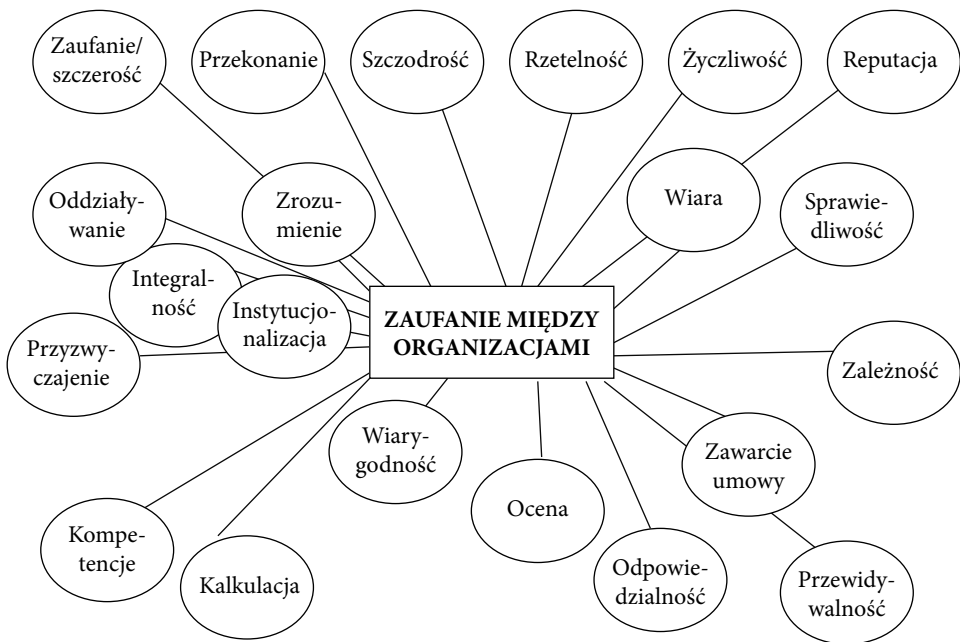 Zaufanie/
szczerość
Przekonanie
Szczodrość
Rzetelność
Życzliwość
Reputacja
Oddziały-
wanie
Zrozu-
mienie
Wiara
Sprawie-
dliwość
Integral-
ność
Instytucjo-
nalizacja
ZAUFANIE MIĘDZY
ORGANIZACJAMI
Przyzwy-
czajenie
Zależność
Wiary-
godność
Zawarcie
umowy
Ocena
Kompe-
tencje
Kalkulacja
Odpowie-
dzialność
Przewidy-
walność